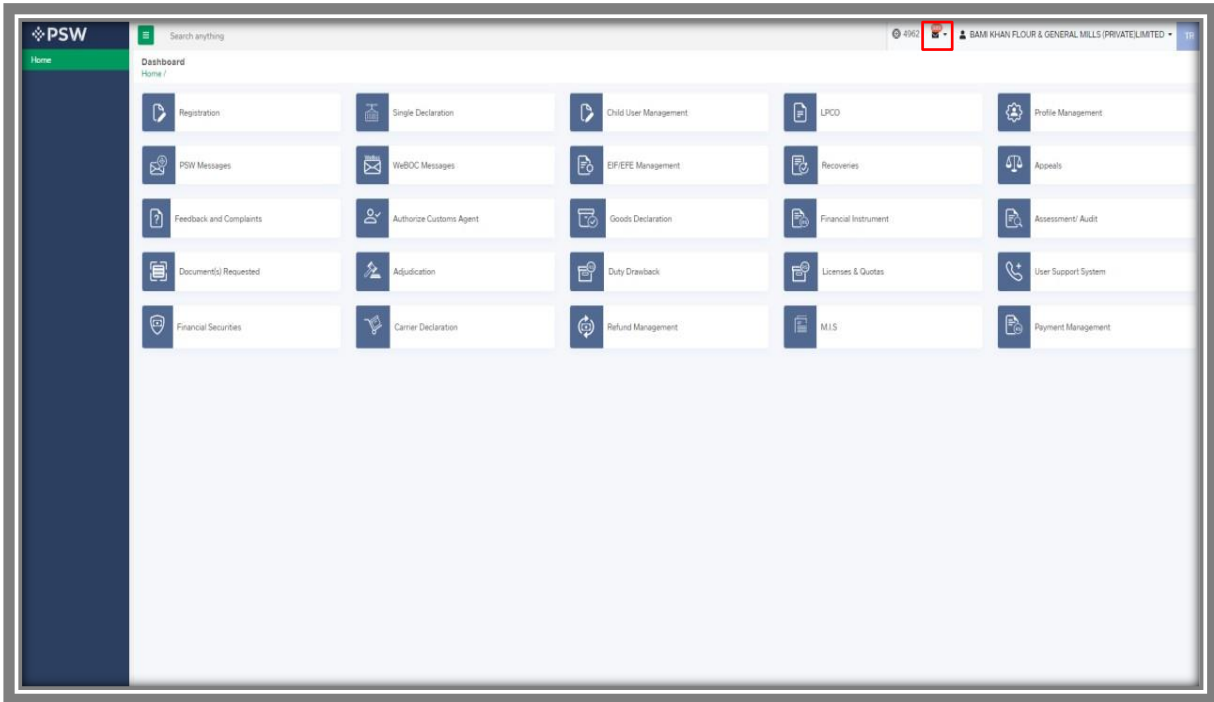 PSW
Search anything
4962
BAMI KHAN FLOUR & GENERAL MILLS (PRIVATE)LIMITED
TR
Home
Dashboard
Home /
Registration
Single Declaration
Child User Management
LPCO
Profile Management
PSW Messages
WeBOC Messages
EIF/EFE Management
Recoveries
Appeals
Feedback and Complaints
Authorize Customs Agent
Goods Declaration
Financial Instrument
Assessment/ Audit
Document(s) Requested
Adjudication
Duty Drawback
Licenses & Quotas
User Support System
Financial Securities
Carrier Declaration
Refund Management
M.I.S
Payment Management